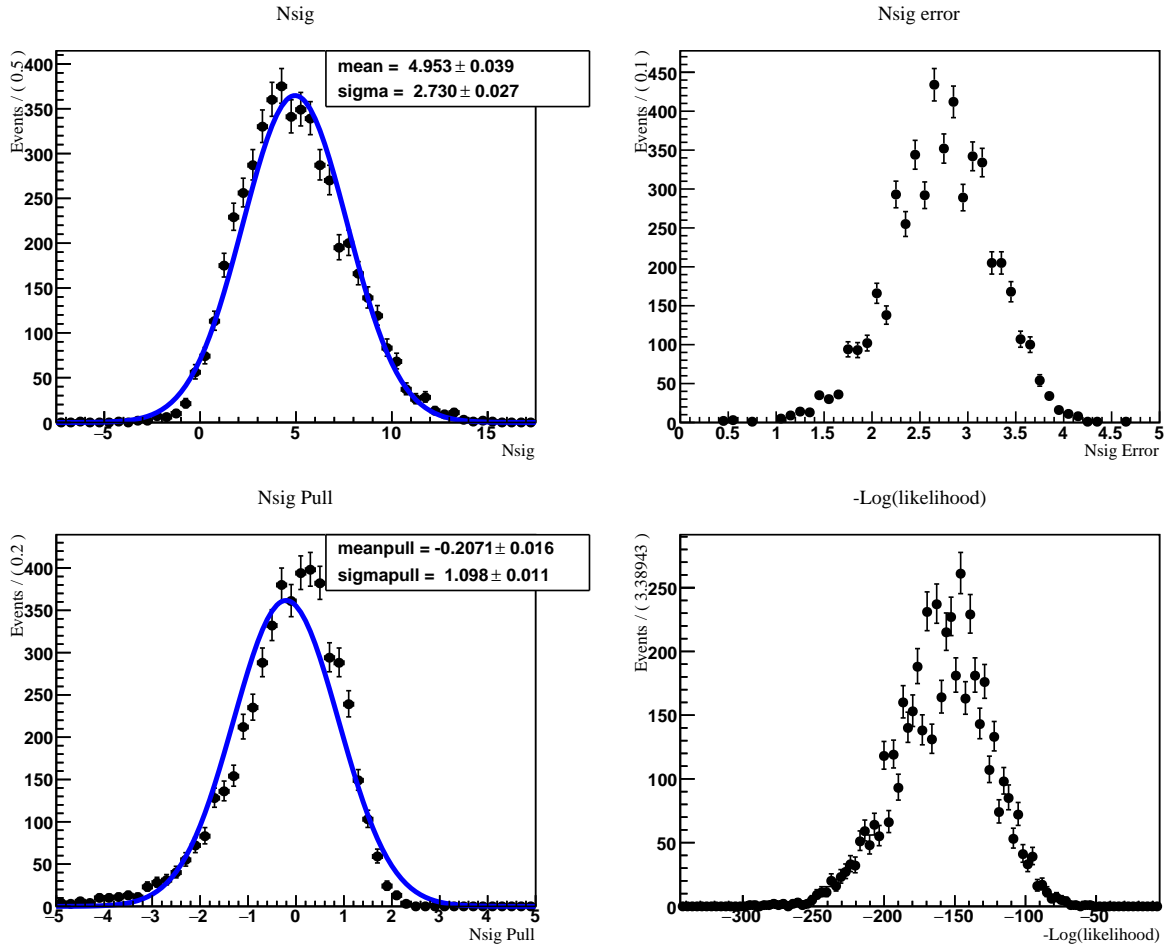 Nsig
Events / ( 0.5 )
400
350
300
250
200
150
100
50
0
mean = 4.953 ± 0.039
sigma = 2.730 ± 0.027
−5 0 5 10 15
Nsig
Nsig error
Events / ( 0.1 )
450
400
350
300
250
200
150
100
50
0
0 0.5 1 1.5 2 2.5 3 3.5 4 4.5 5
Nsig Error
Nsig Pull
Events / ( 0.2 )
400
350
300
250
200
150
100
50
0
meanpull = -0.2071 ± 0.016
sigmapull = 1.098 ± 0.011
−5 −4 −3 −2 −1 0 1 2 3 4 5
Nsig Pull
-Log(likelihood)
Events / ( 3.38943 )
250
200
150
100
50
0
−300 −250 −200 −150 −100 −50
-Log(likelihood)